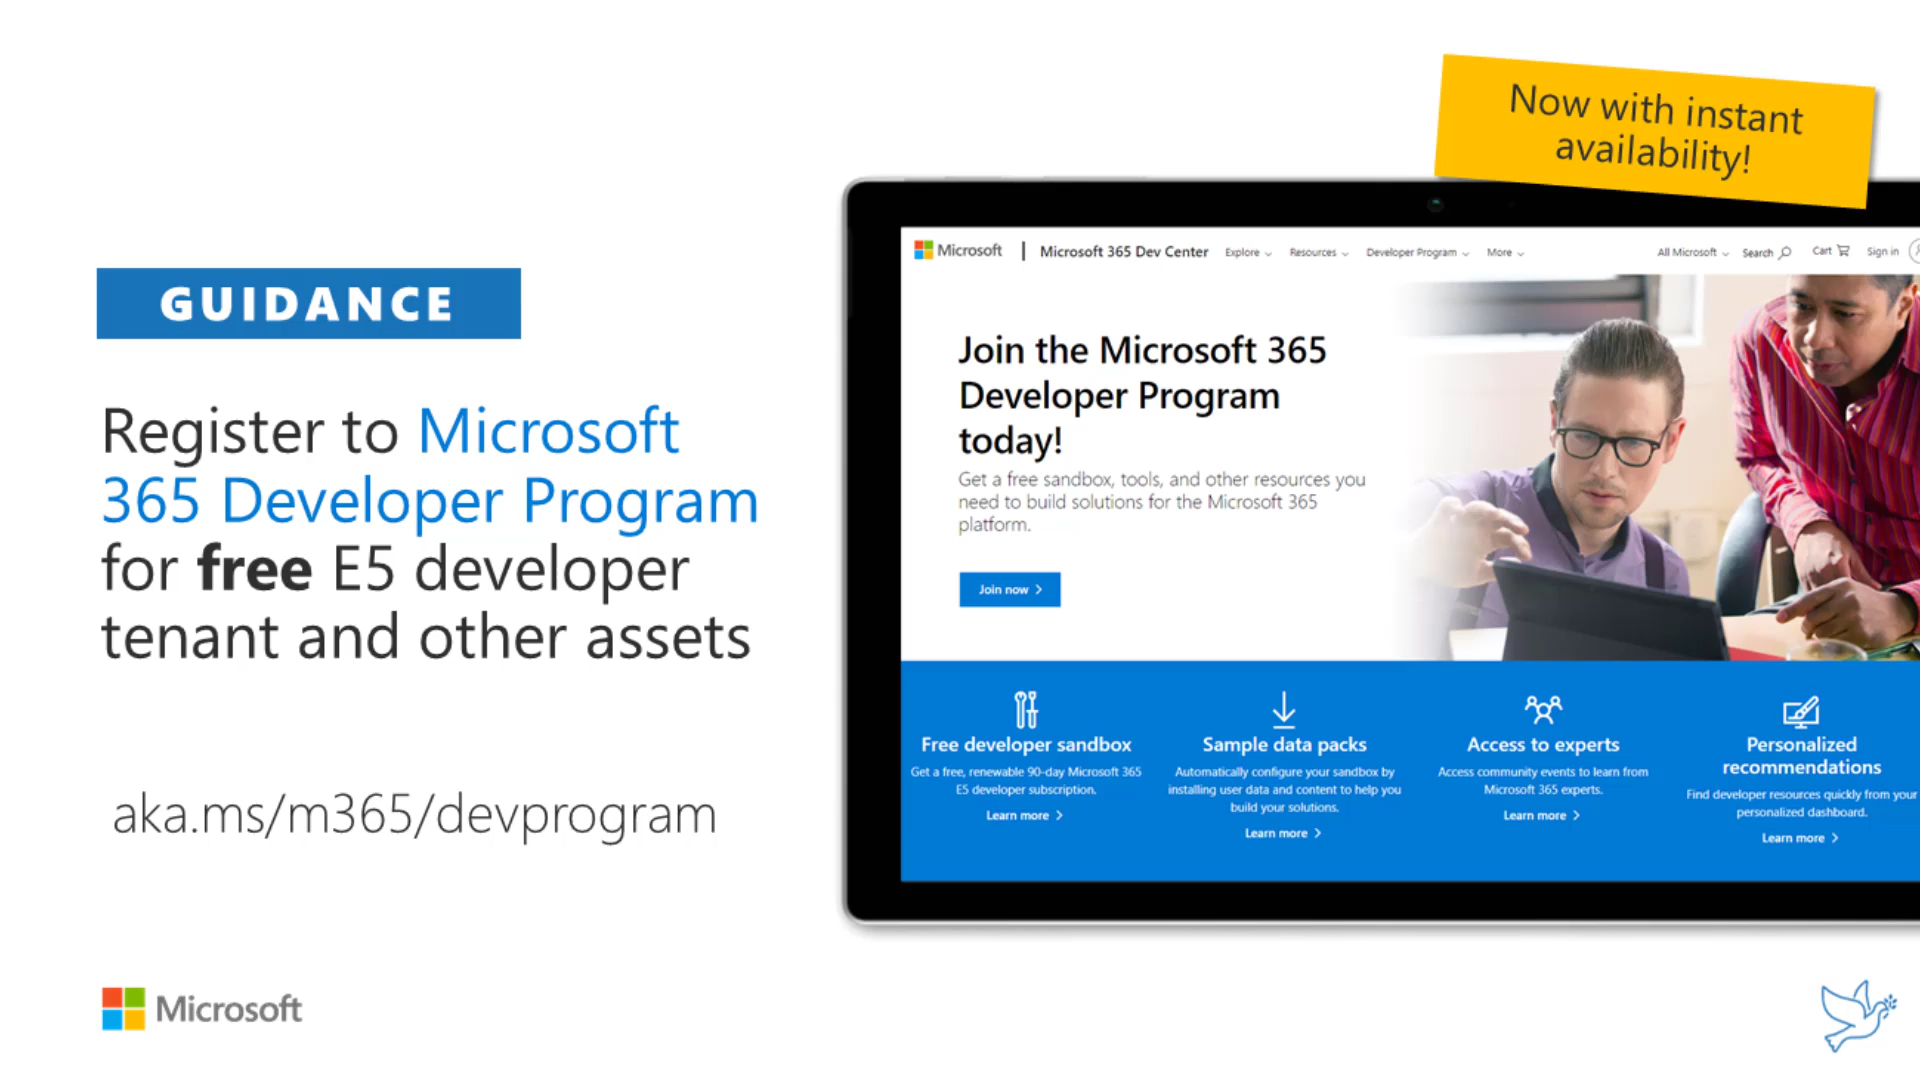 Now with instant
availability!
GUIDANCE
Register to Microsoft
365 Developer Program
for free E5 developer
tenant and other assets
aka.ms/m365/devprogram
Microsoft
Microsoft | Microsoft 365 Dev Center Explore Resources Developer Program More All Microsoft Search Cart Sign in
Join the Microsoft 365
Developer Program
today!
Get a free sandbox, tools, and other resources you
need to build solutions for the Microsoft 365
platform.
Join now
Free developer sandbox
Get a free, renewable 90-day Microsoft 365
E5 developer subscription.
Learn more
Sample data packs
Automatically configure your sandbox by
installing user data and content to help you
build your solutions.
Learn more
Access to experts
Access community events to learn from
Microsoft 365 experts.
Learn more
Personalized
recommendations
Find developer resources quickly from your
personalized dashboard.
Learn more